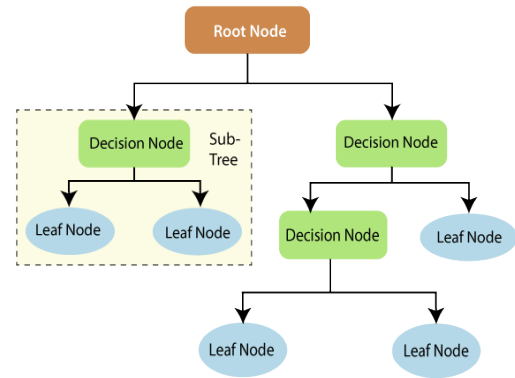 Root Node
Decision Node
Sub-
Tree
Decision Node
Leaf Node
Leaf Node
Decision Node
Leaf Node
Leaf Node
Leaf Node